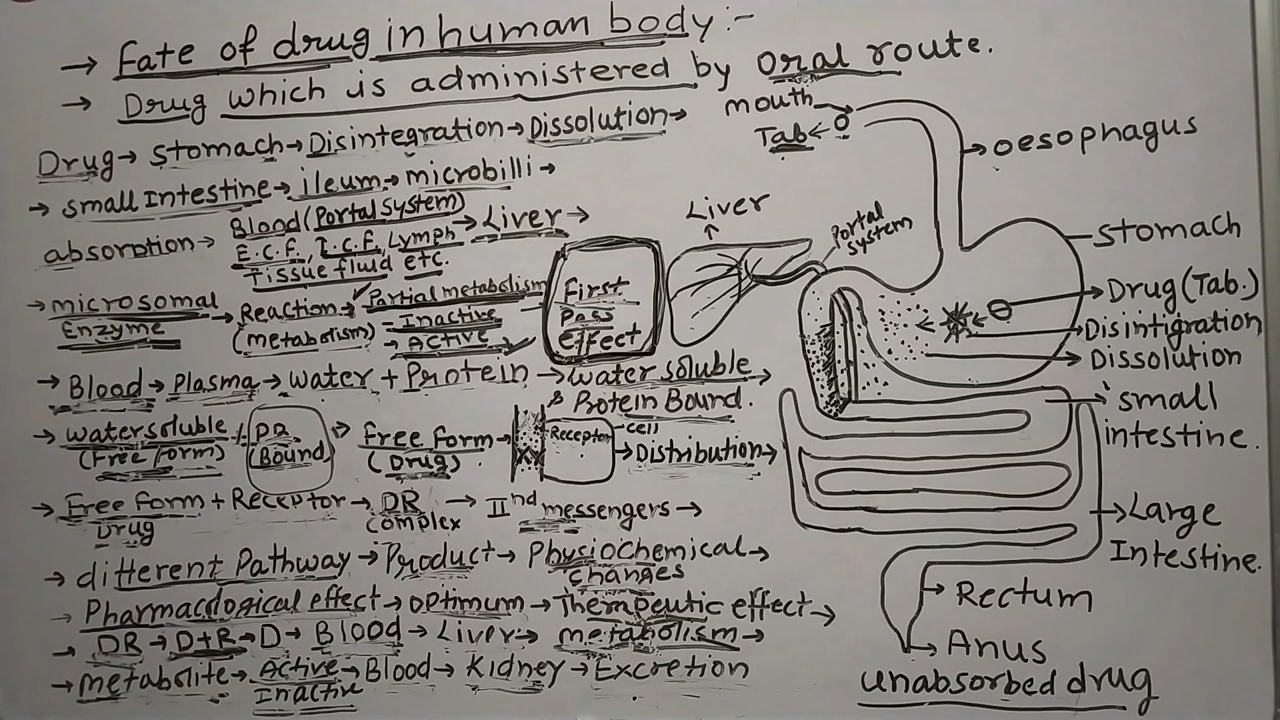 → Fate of drug in human body:-
→ Drug which is administered by oral route.
Drug → stomach → Disintegration → Dissolution →
→ small Intestine → ileum → microbilli →
absorption → Blood (Portal System) → Liver →
E.C.F., I.C.F., Lymph
Tissue fluid etc.
→ microsomal Enzyme → Reaction → Partial metabolism
(metabolism) = Inactive
→ ACTIVE
First
Pass
effect
→ Blood → Plasma → water + Protein → water soluble →
& Protein Bound.
→ water soluble + PD. → Free form → Receptor cell
(Free form) (Bound) (Drug) → Distribution →
→ Free form + Receptor → DR → IInd messengers →
Drug complex
→ different Pathway → Product → Physiochemical →
changes
→ Pharmacological effect → optimum → Therapeutic effect →
→ DR → D+R → D → Blood → Liver → metabolism →
→ metabolite → Active → Blood → Kidney → Excretion
Inactive
mouth
Tab
oesophagus
Liver
Portal
system
stomach
Drug (Tab.)
Disintigration
Dissolution
small
intestine.
Large
Intestine.
Rectum
Anus
unabsorbed drug